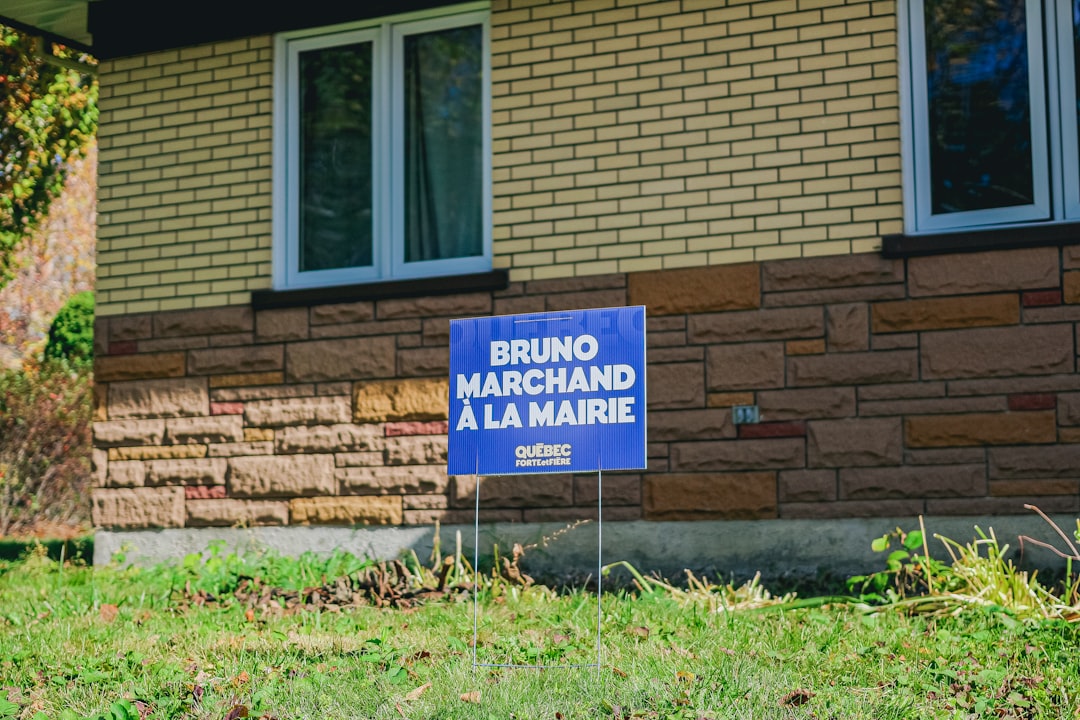 BRUNO
MARCHAND
À LA MAIRIE
QUÉBEC
FORTE et FIÈRE